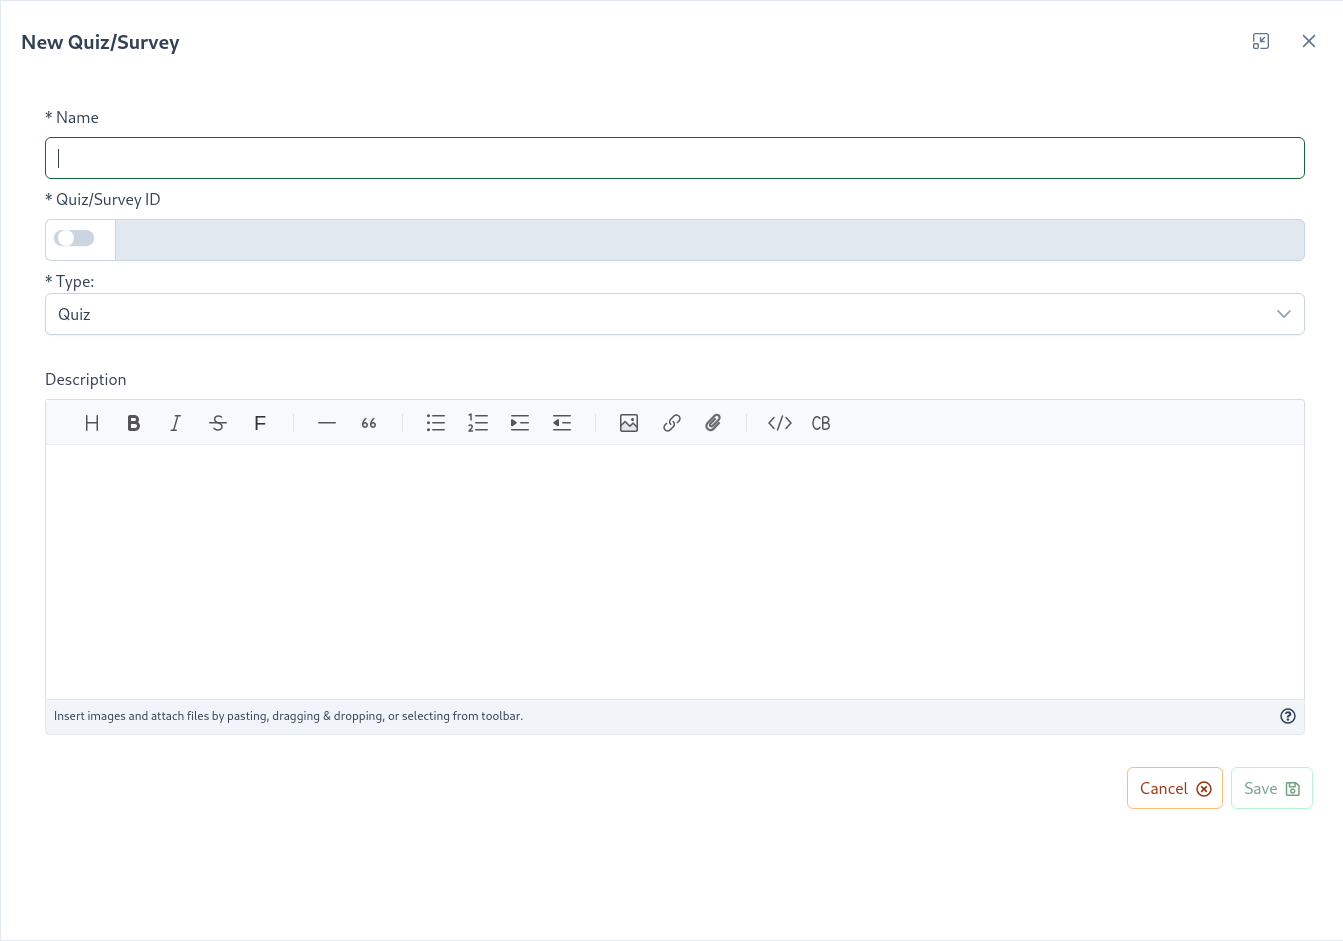 New Quiz/Survey
* Name
* Quiz/Survey ID
* Type:
Quiz
Description
H B I S F 66 CB
Insert images and attach files by pasting, dragging & dropping, or selecting from toolbar.
Cancel Save